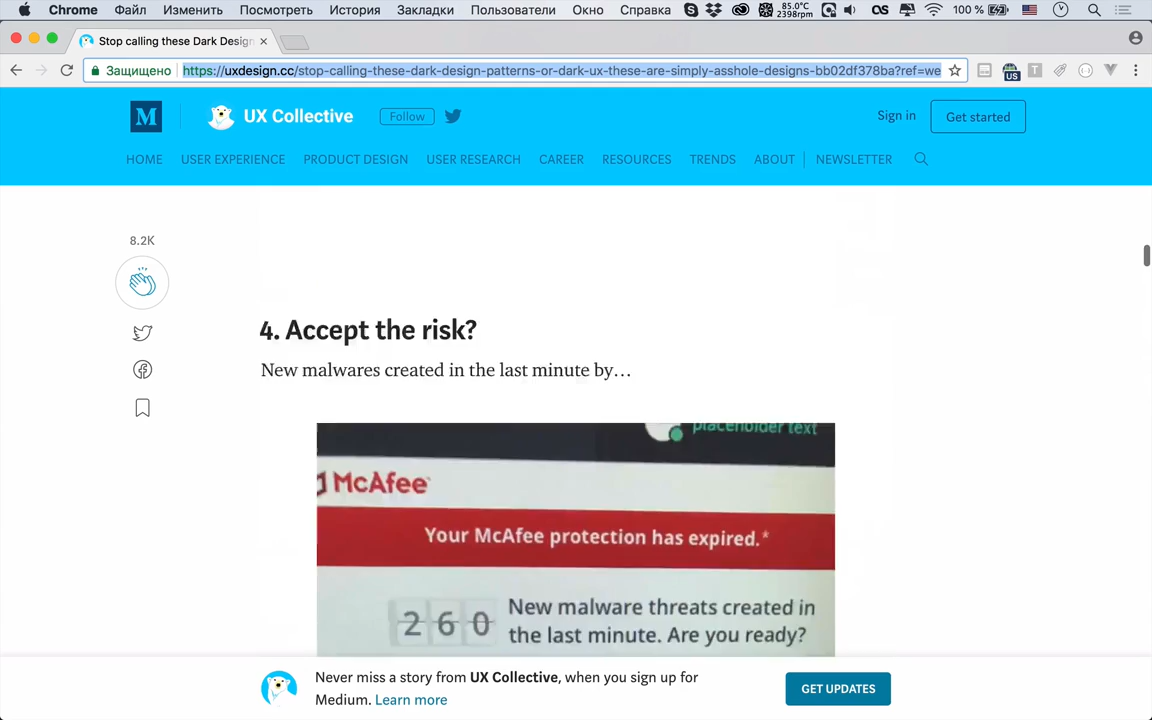 Chrome Файл Изменить Посмотреть История Закладки Пользователи Окно Справка 85.0°C 2398rpm 100 %
Stop calling these Dark Design
Защищено https://uxdesign.cc/stop-calling-these-dark-design-patterns-or-dark-ux-these-are-simply-asshole-designs-bb02df378ba?ref=we
M UX Collective Follow Sign in Get started
HOME USER EXPERIENCE PRODUCT DESIGN USER RESEARCH CAREER RESOURCES TRENDS ABOUT NEWSLETTER
8.2K
4. Accept the risk?
New malwares created in the last minute by…
placeholder text
McAfee
Your McAfee protection has expired.*
260 New malware threats created in
the last minute. Are you ready?
Never miss a story from UX Collective, when you sign up for
Medium. Learn more
GET UPDATES